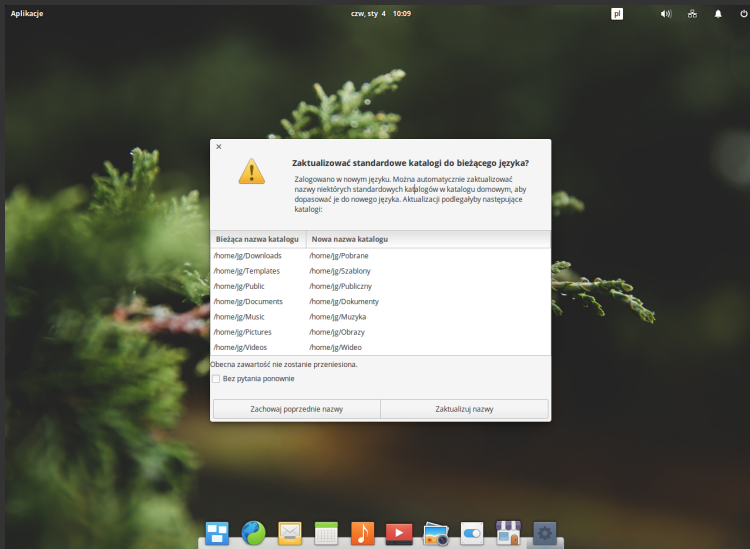 Aplikacje
czw, sty 4 10:09
pl
Zaktualizować standardowe katalogi do bieżącego języka?
Zalogowano w nowym języku. Można automatycznie zaktualizować
nazwy niektórych standardowych katalogów w katalogu domowym, aby
dopasować je do nowego języka. Aktualizacji podlegałyby następujące
katalogi:
Bieżąca nazwa katalogu Nowa nazwa katalogu
/home/jg/Downloads /home/jg/Pobrane
/home/jg/Templates /home/jg/Szablony
/home/jg/Public /home/jg/Publiczny
/home/jg/Documents /home/jg/Dokumenty
/home/jg/Music /home/jg/Muzyka
/home/jg/Pictures /home/jg/Obrazy
/home/jg/Videos /home/jg/Wideo
Obecna zawartość nie zostanie przeniesiona.
Bez pytania ponownie
Zachowaj poprzednie nazwy Zaktualizuj nazwy